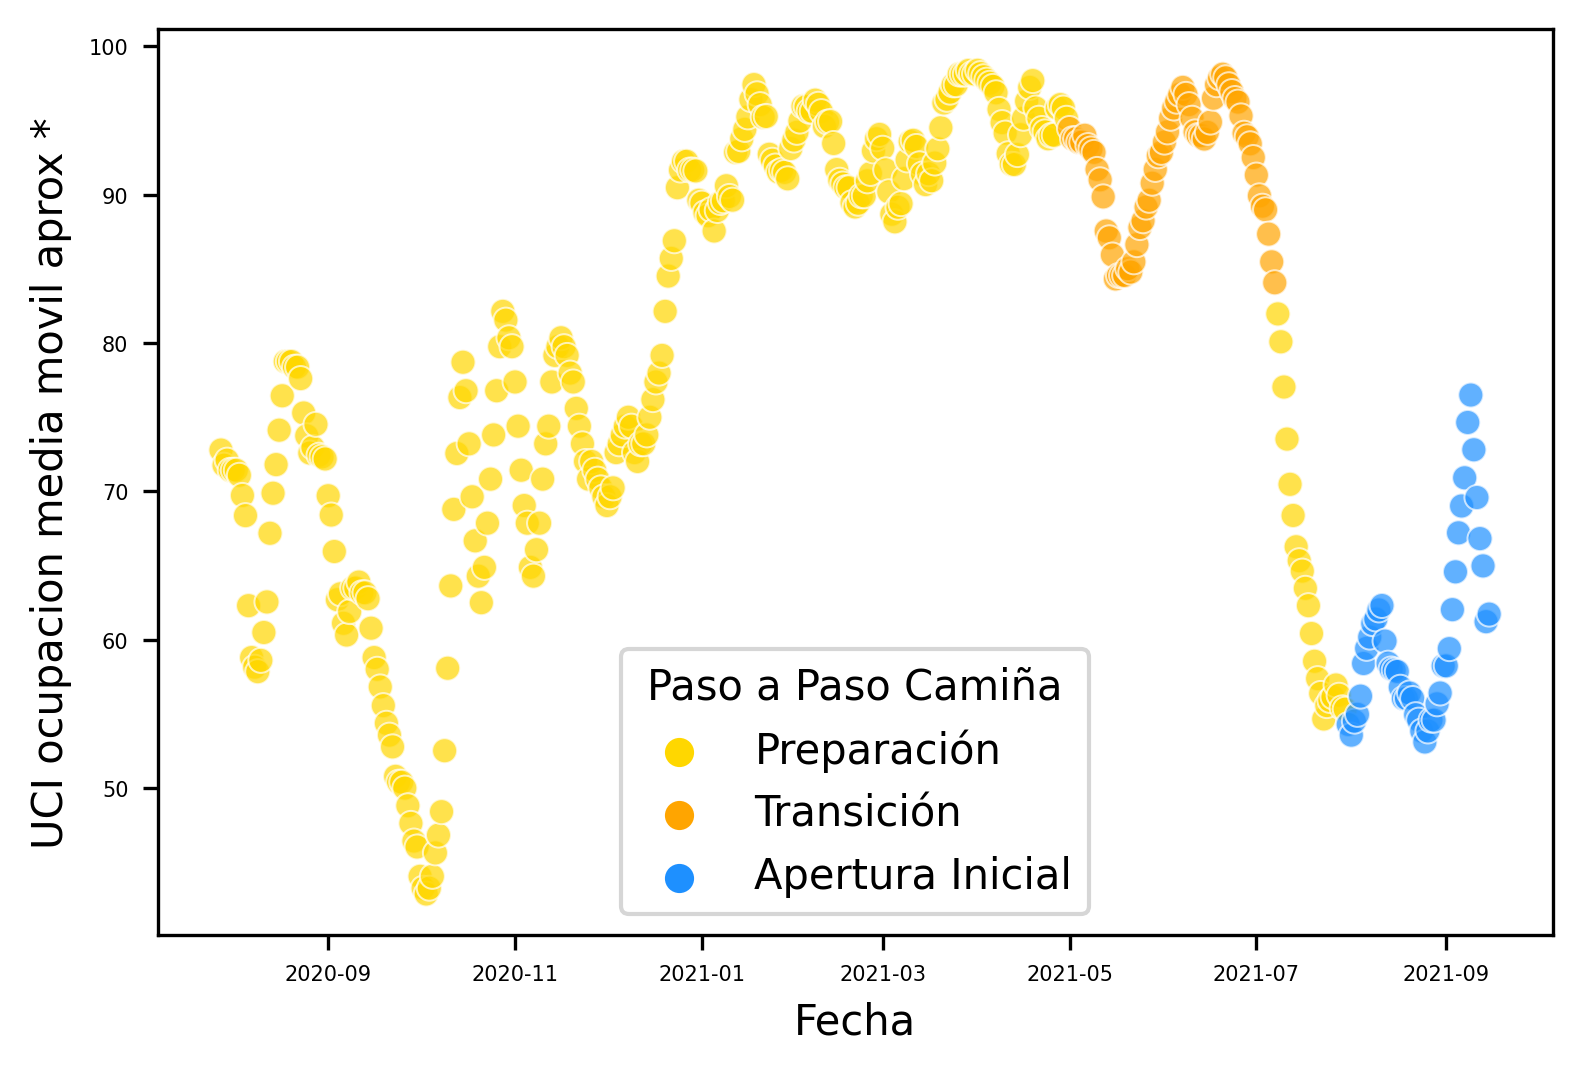 UCI ocupacion media movil aprox *
100
90
80
70
60
50
Paso a Paso Camiña
Preparación
Transición
Apertura Inicial
2020-09
2020-11
2021-01
2021-03
2021-05
2021-07
2021-09
Fecha